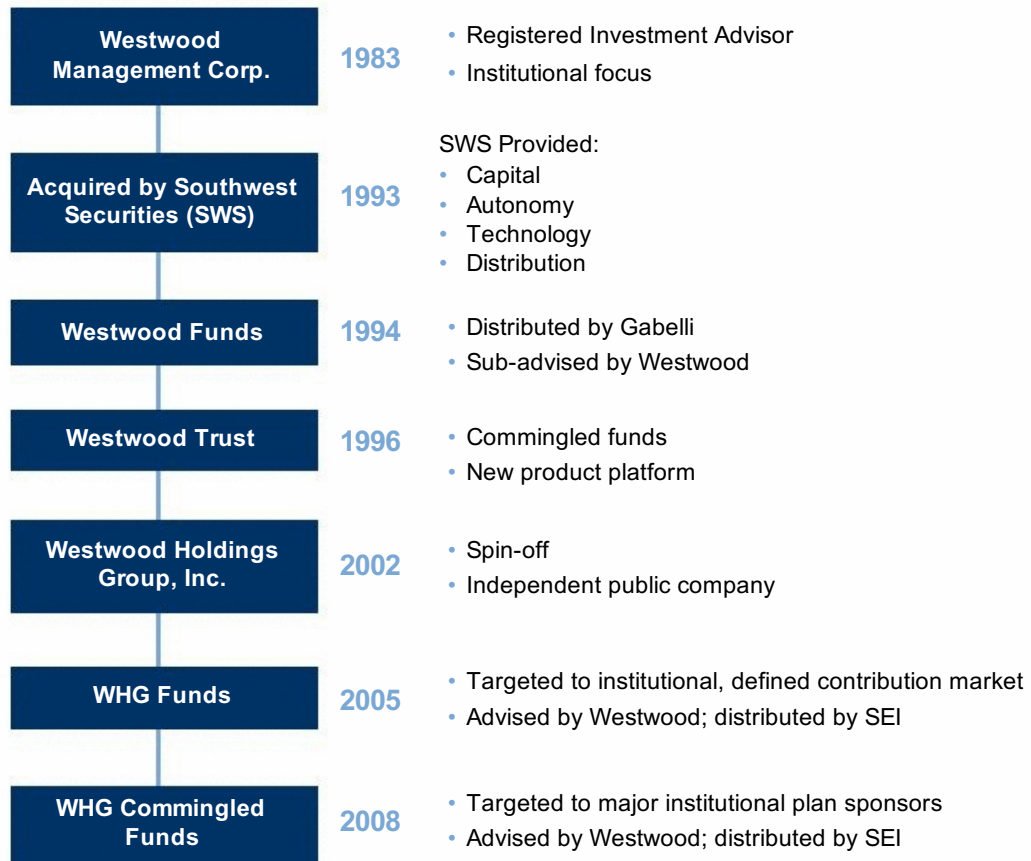 Westwood
Management Corp.
1983
• Registered Investment Advisor
• Institutional focus
Acquired by Southwest
Securities (SWS)
1993
SWS Provided:
• Capital
• Autonomy
• Technology
• Distribution
Westwood Funds
1994
• Distributed by Gabelli
• Sub-advised by Westwood
Westwood Trust
1996
• Commingled funds
• New product platform
Westwood Holdings
Group, Inc.
2002
• Spin-off
• Independent public company
WHG Funds
2005
• Targeted to institutional, defined contribution market
• Advised by Westwood; distributed by SEI
WHG Commingled
Funds
2008
• Targeted to major institutional plan sponsors
• Advised by Westwood; distributed by SEI